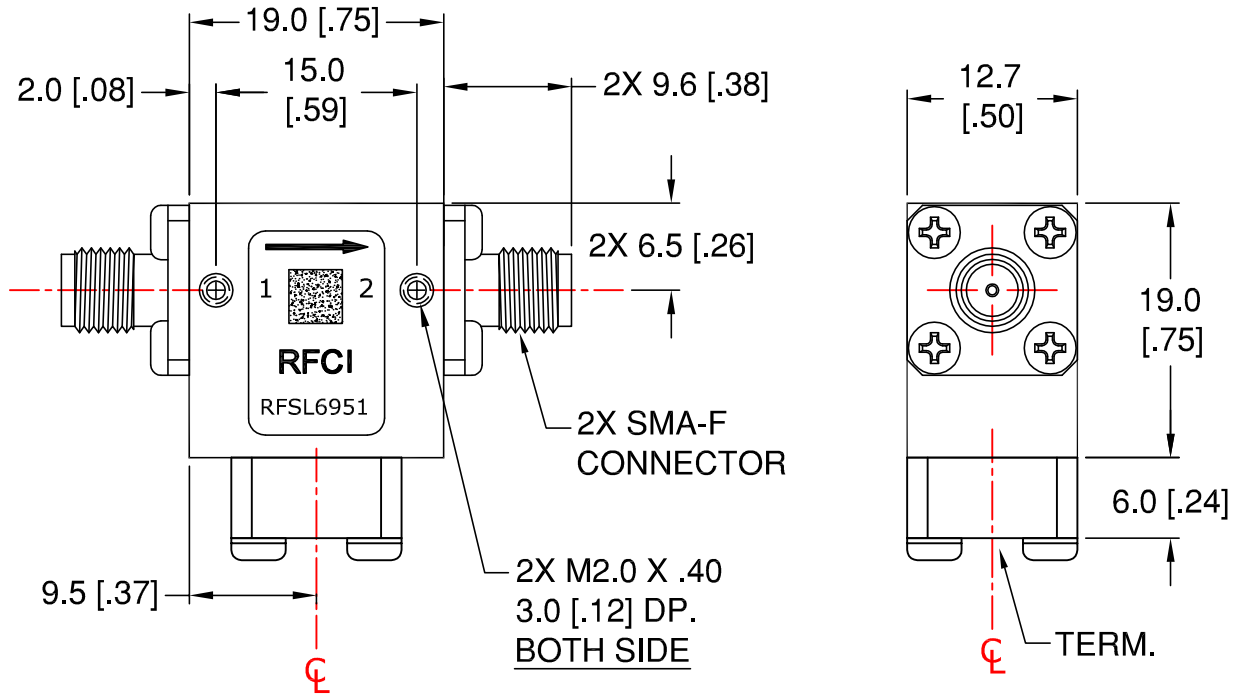 19.0 [.75]
2.0 [.08]
15.0
[.59]
2X 9.6 [.38]
2X 6.5 [.26]
1
2
RFCI
RFSL6951
2X SMA-F
CONNECTOR
2X M2.0 X .40
3.0 [.12] DP.
BOTH SIDE
9.5 [.37]
℄
12.7
[.50]
19.0
[.75]
6.0 [.24]
TERM.
℄